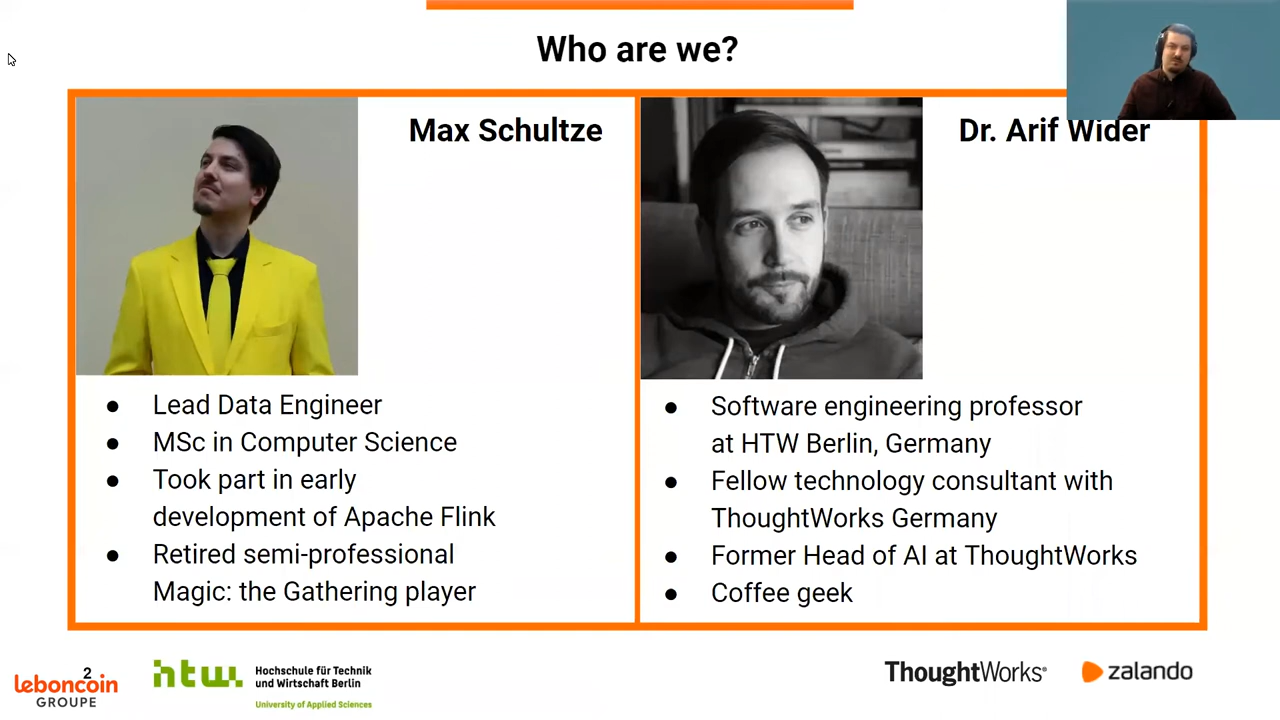 Who are we?
Max Schultze
Lead Data Engineer
MSc in Computer Science
Took part in early
development of Apache Flink
Retired semi-professional
Magic: the Gathering player
Dr. Arif Wider
Software engineering professor
at HTW Berlin, Germany
Fellow technology consultant with
ThoughtWorks Germany
Former Head of AI at ThoughtWorks
Coffee geek
2
leboncoin
GROUPE
htw.
Hochschule für Technik
und Wirtschaft Berlin
University of Applied Sciences
ThoughtWorks®
zalando